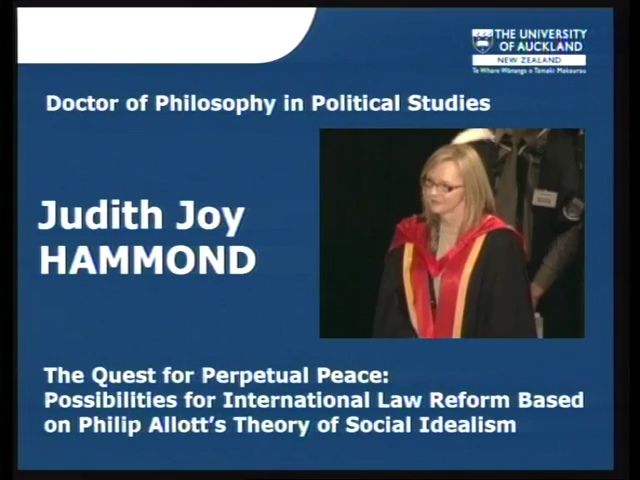 THE UNIVERSITY
OF AUCKLAND
NEW ZEALAND
Te Whare Wānanga o Tāmaki Makaurau
Doctor of Philosophy in Political Studies
Judith Joy
HAMMOND
The Quest for Perpetual Peace:
Possibilities for International Law Reform Based
on Philip Allott's Theory of Social Idealism